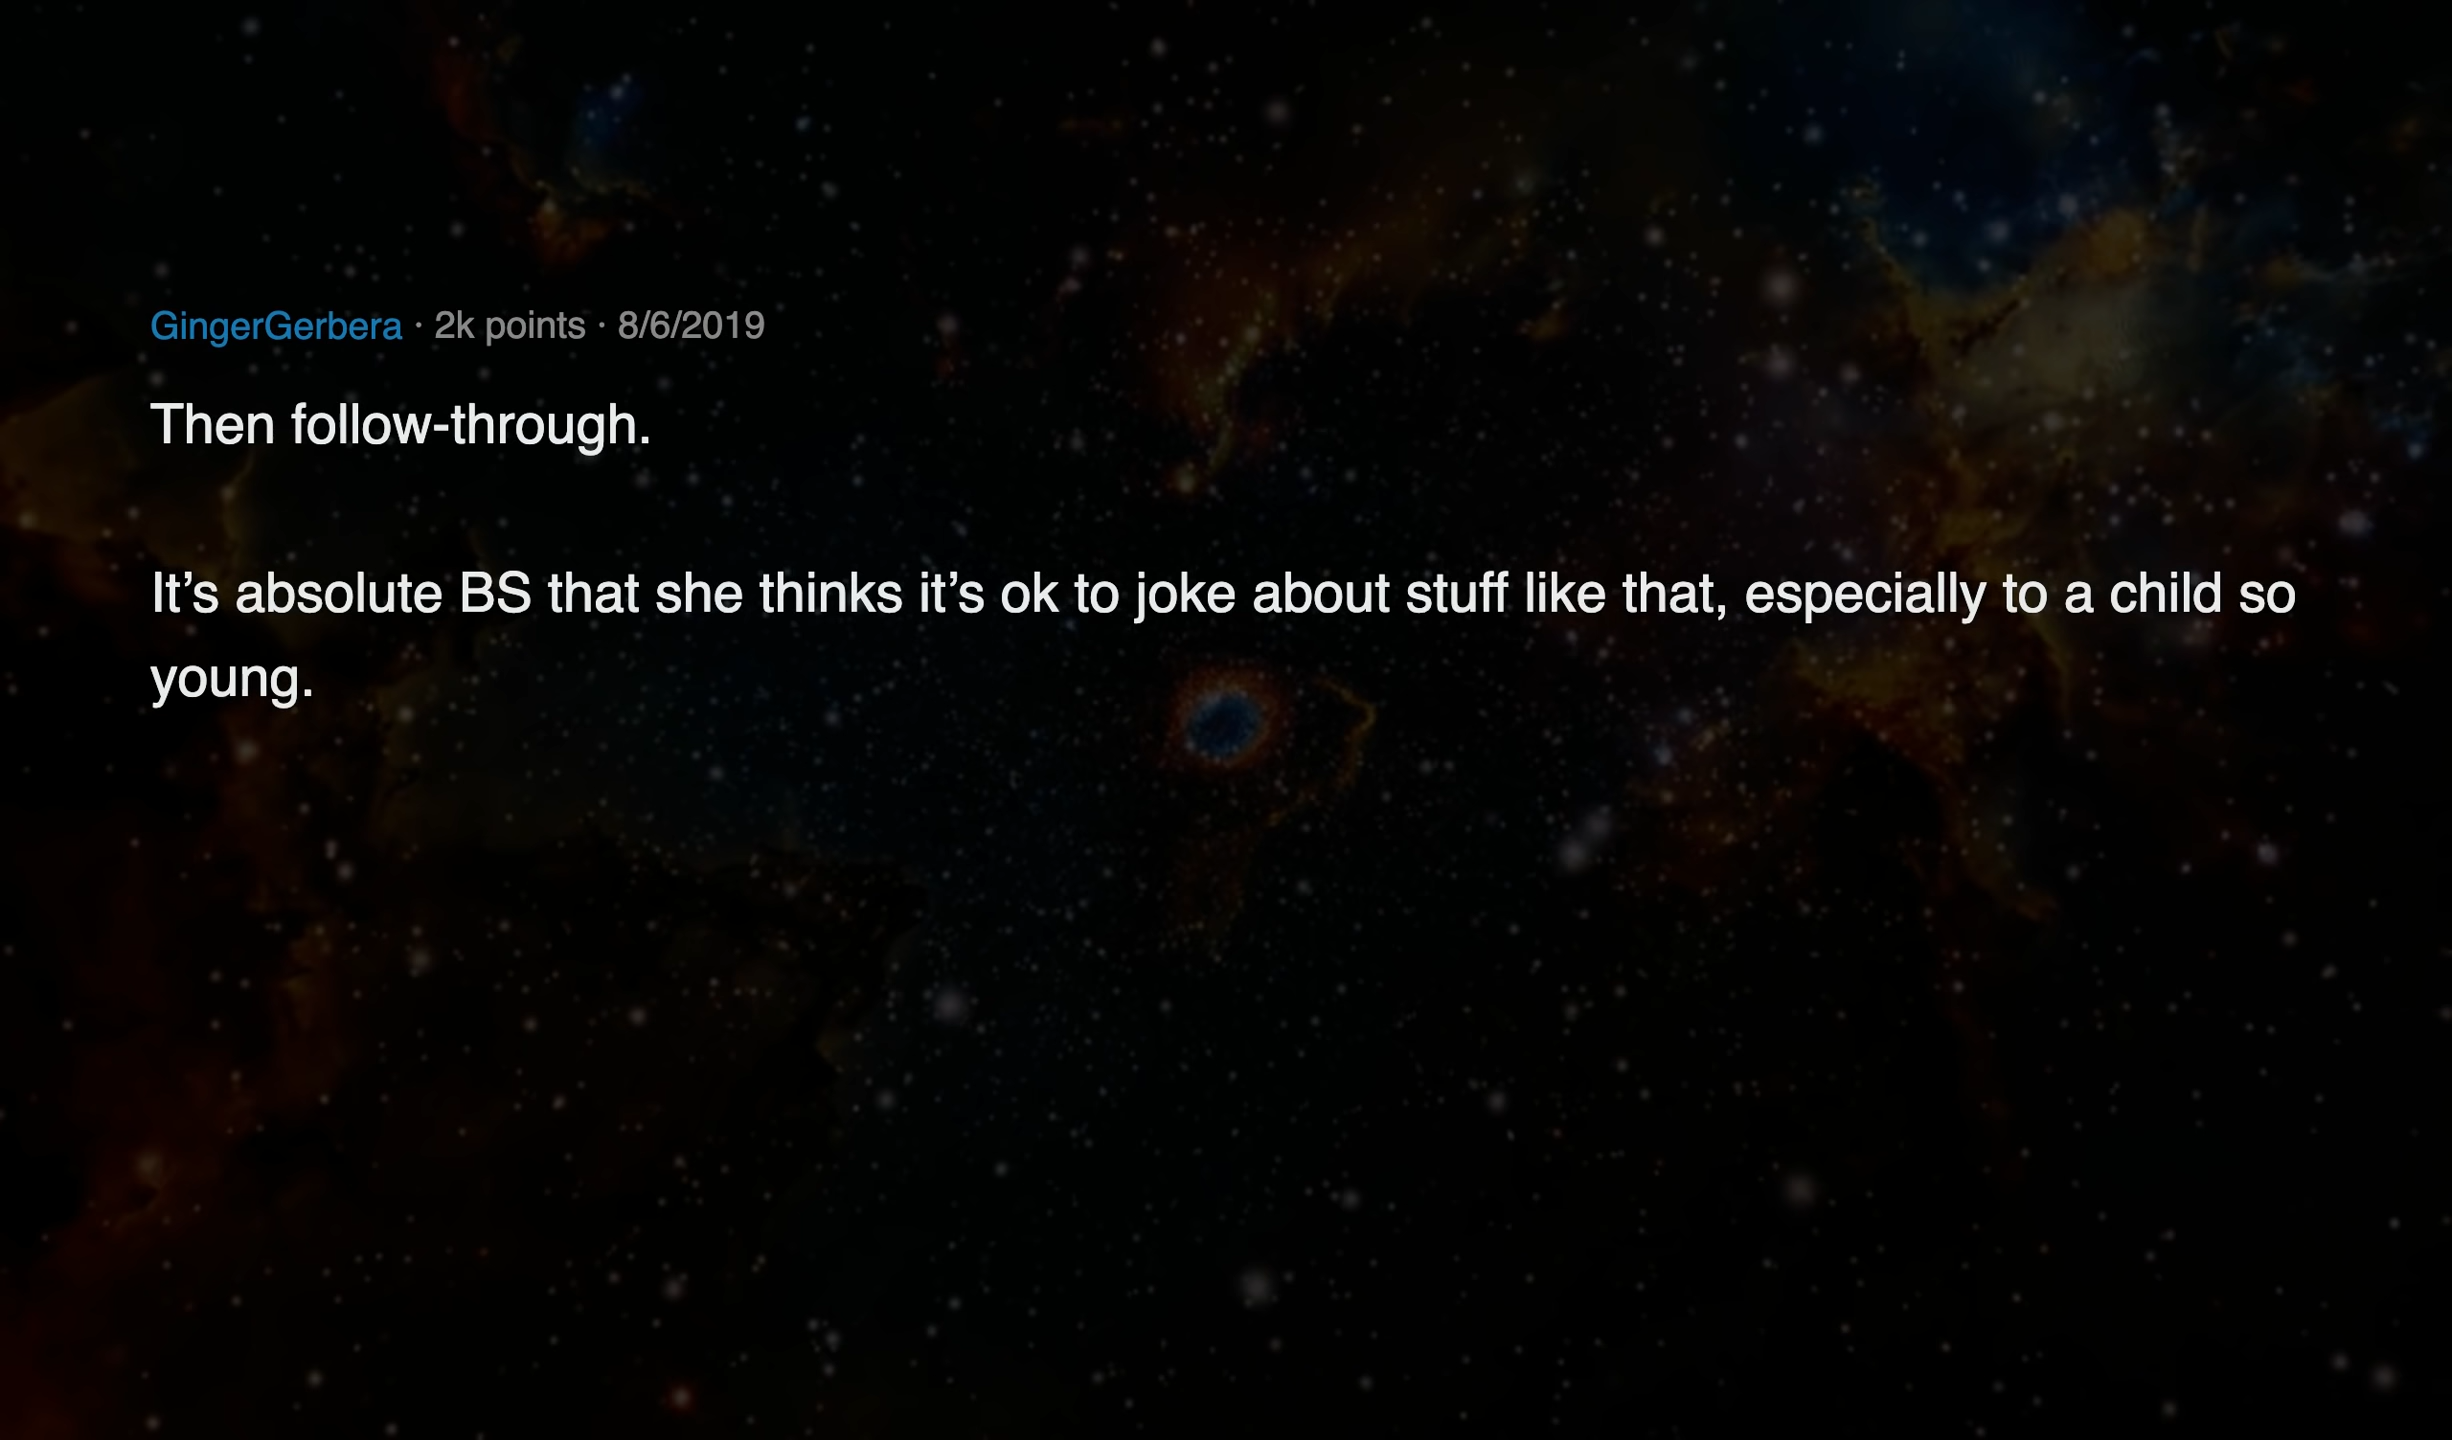 GingerGerbera · 2k points · 8/6/2019
Then follow-through.
It’s absolute BS that she thinks it’s ok to joke about stuff like that, especially to a child so
young.